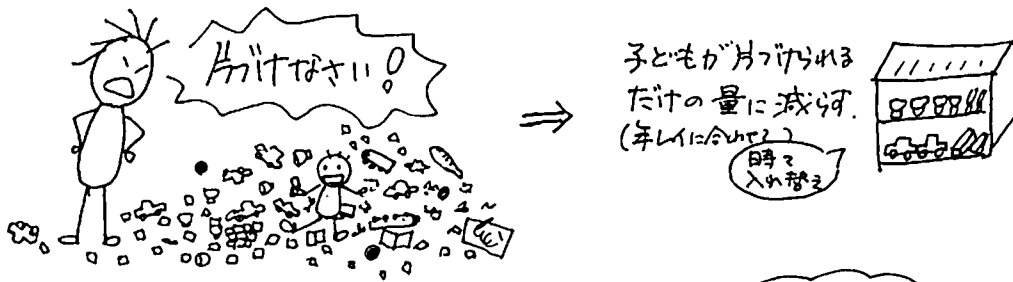 片づけなさい!
子どもが片づけられる
だけの量に減らす.
(年レイに合わせて)
時々
入れ替え